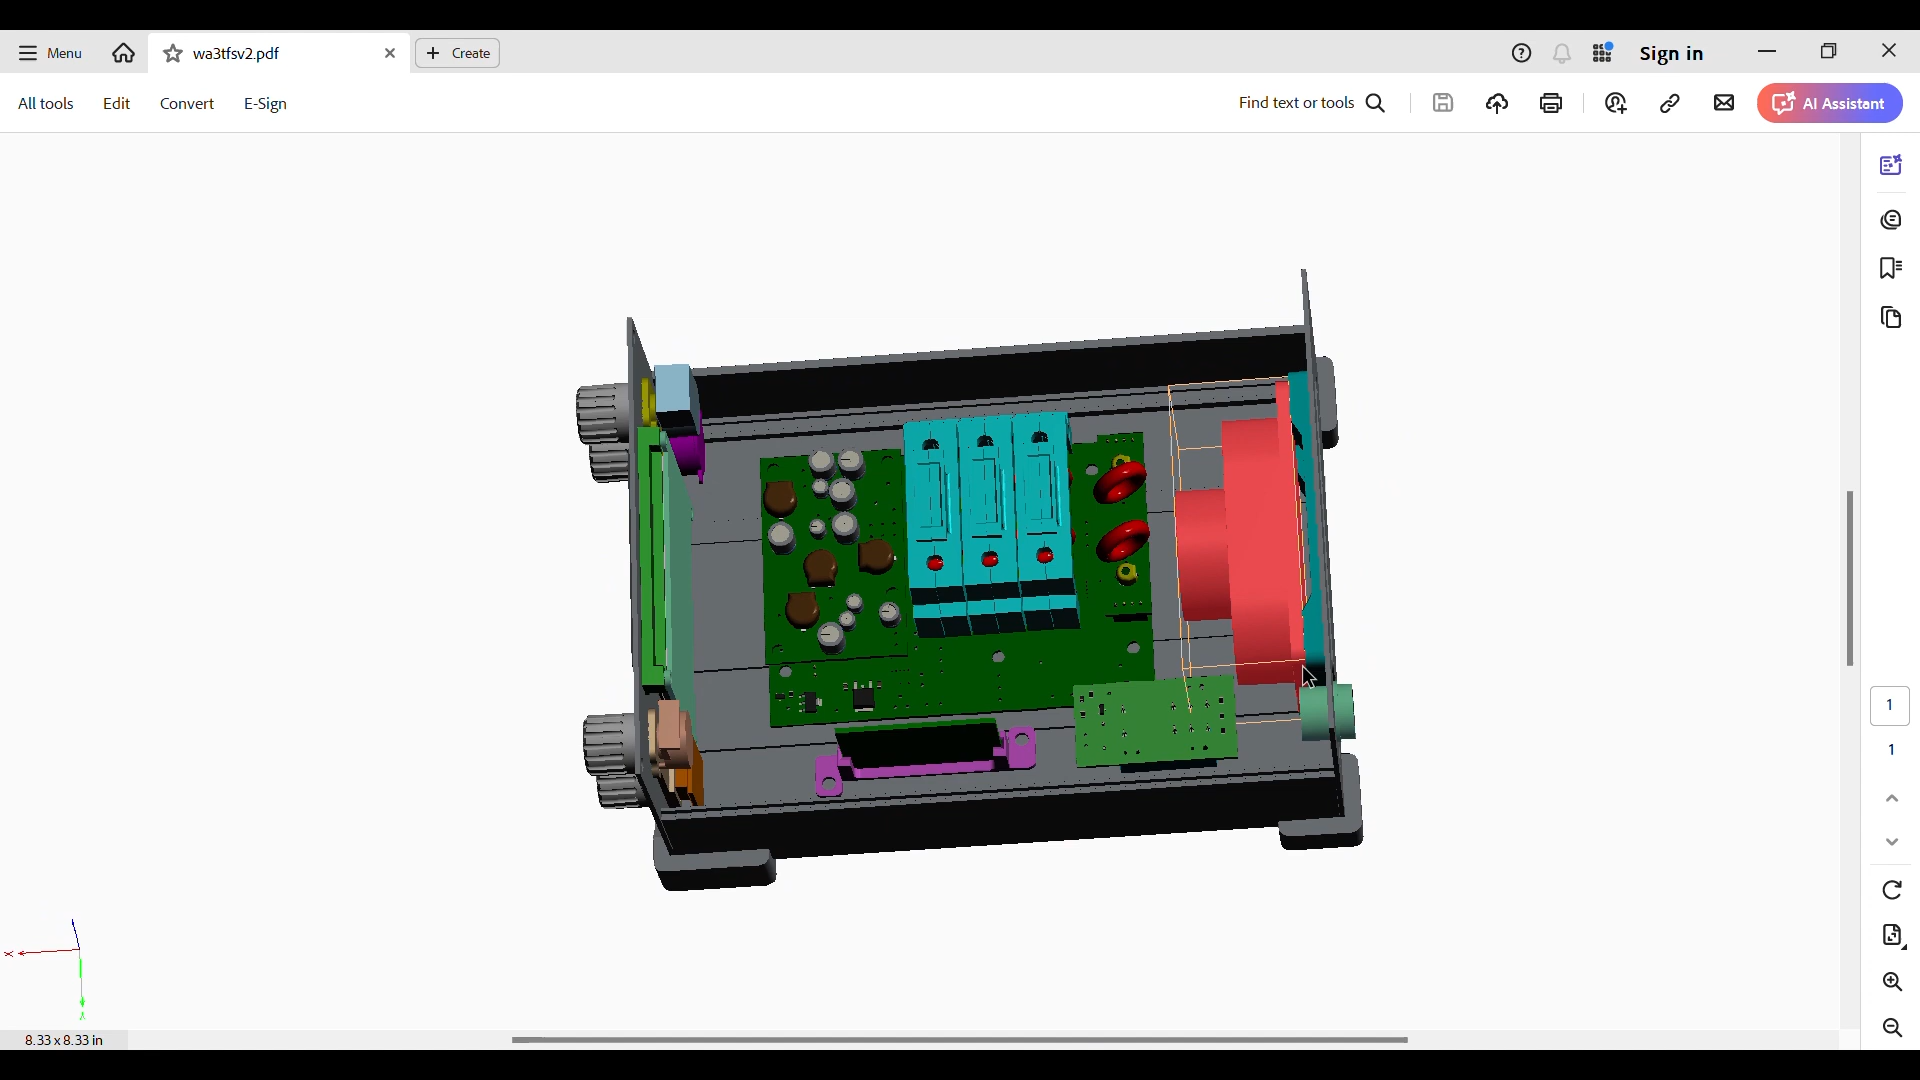 Menu
wa3tfsv2.pdf
Create
Sign in
All tools
Edit
Convert
E-Sign
Find text or tools
AI Assistant
1
1
X
Y
8.33 x 8.33 in